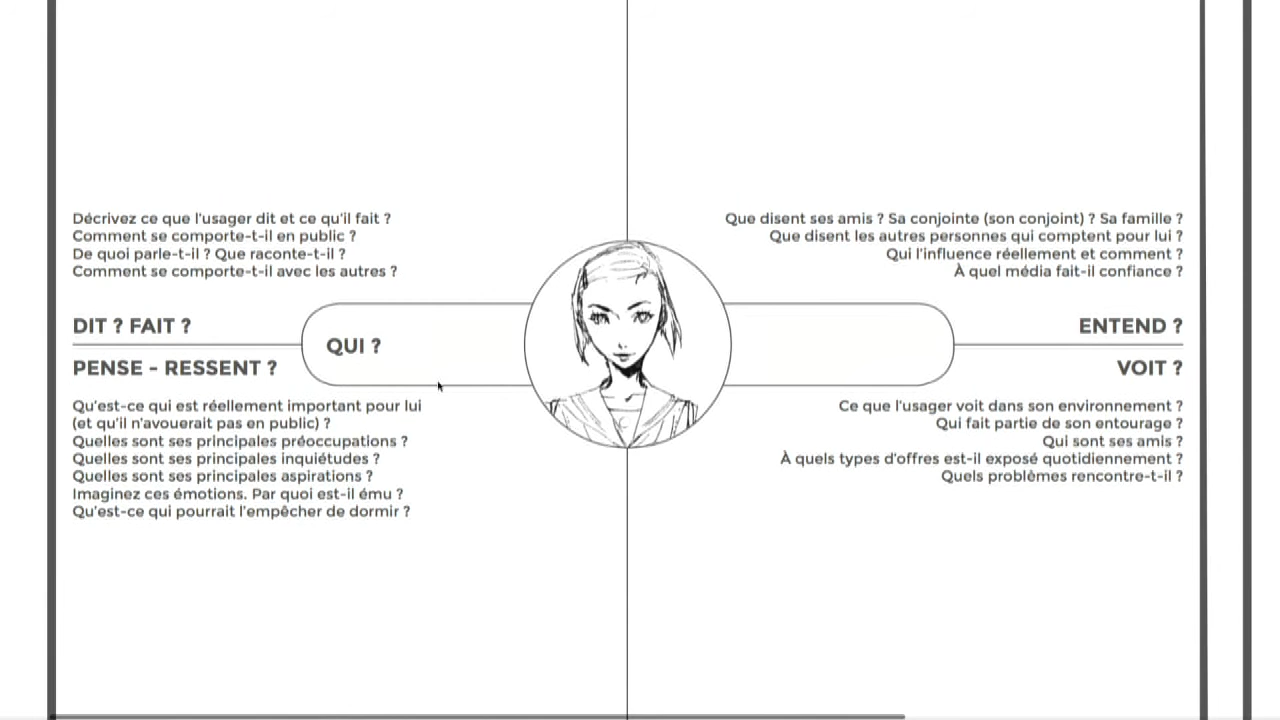 Décrivez ce que l'usager dit et ce qu'il fait ?
Comment se comporte-t-il en public ?
De quoi parle-t-il ? Que raconte-t-il ?
Comment se comporte-t-il avec les autres ?
DIT ? FAIT ?
PENSE - RESSENT ?
Qu'est-ce qui est réellement important pour lui
(et qu'il n'avouerait pas en public) ?
Quelles sont ses principales préoccupations ?
Quelles sont ses principales inquiétudes ?
Quelles sont ses principales aspirations ?
Imaginez ces émotions. Par quoi est-il ému ?
Qu'est-ce qui pourrait l'empêcher de dormir ?
QUI ?
Que disent ses amis ? Sa conjointe (son conjoint) ? Sa famille ?
Que disent les autres personnes qui comptent pour lui ?
Qui l'influence réellement et comment ?
À quel média fait-il confiance ?
ENTEND ?
VOIT ?
Ce que l'usager voit dans son environnement ?
Qui fait partie de son entourage ?
Qui sont ses amis ?
À quels types d'offres est-il exposé quotidiennement ?
Quels problèmes rencontre-t-il ?